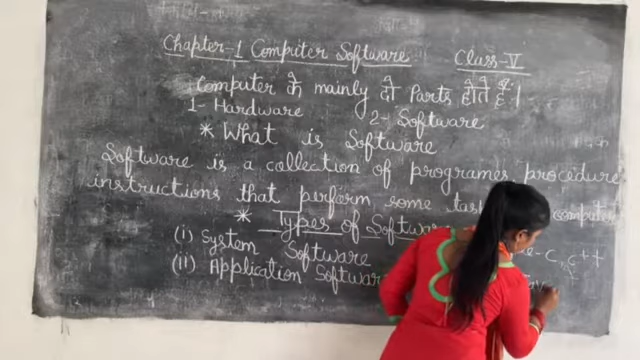 Chapter-1 Computer Software Class-V
Computer के mainly दो Parts होते हैं।
1- Hardware 2- Software
* What is Software
Software is a collection of programes, procedure
instructions that perform some task computer
* Types of Software
(i) System Software -C, C++
(ii) Application Software